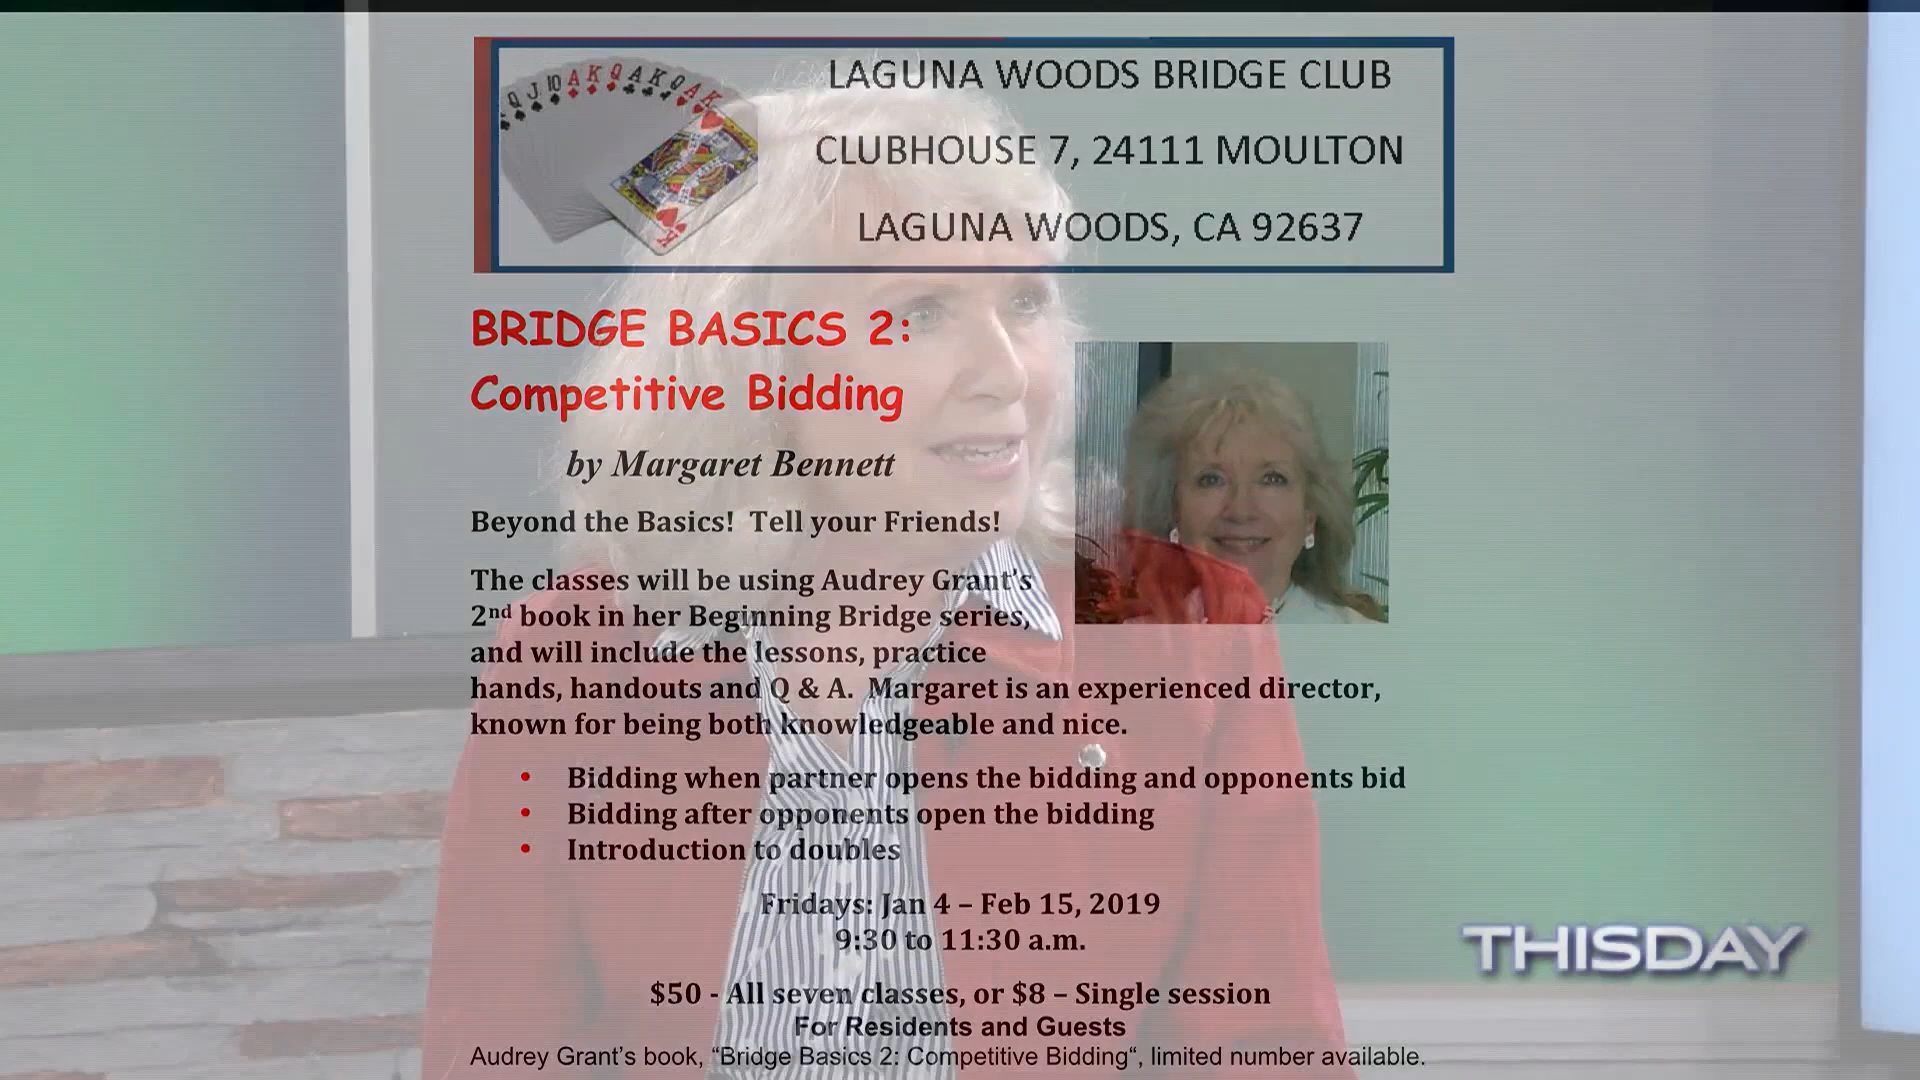 Q J 10 A K Q A K Q A K
K
LAGUNA WOODS BRIDGE CLUB
CLUBHOUSE 7, 24111 MOULTON
LAGUNA WOODS, CA 92637
BRIDGE BASICS 2:
Competitive Bidding
by Margaret Bennett
Beyond the Basics!  Tell your Friends!
The classes will be using Audrey Grant’s
2nd book in her Beginning Bridge series,
and will include the lessons, practice
hands, handouts and Q & A.  Margaret is an experienced director,
known for being both knowledgeable and nice.
• Bidding when partner opens the bidding and opponents bid
• Bidding after opponents open the bidding
• Introduction to doubles
Fridays: Jan 4 – Feb 15, 2019
9:30 to 11:30 a.m.
$50 - All seven classes, or $8 – Single session
For Residents and Guests
Audrey Grant’s book, “Bridge Basics 2: Competitive Bidding“, limited number available.
THISDAY